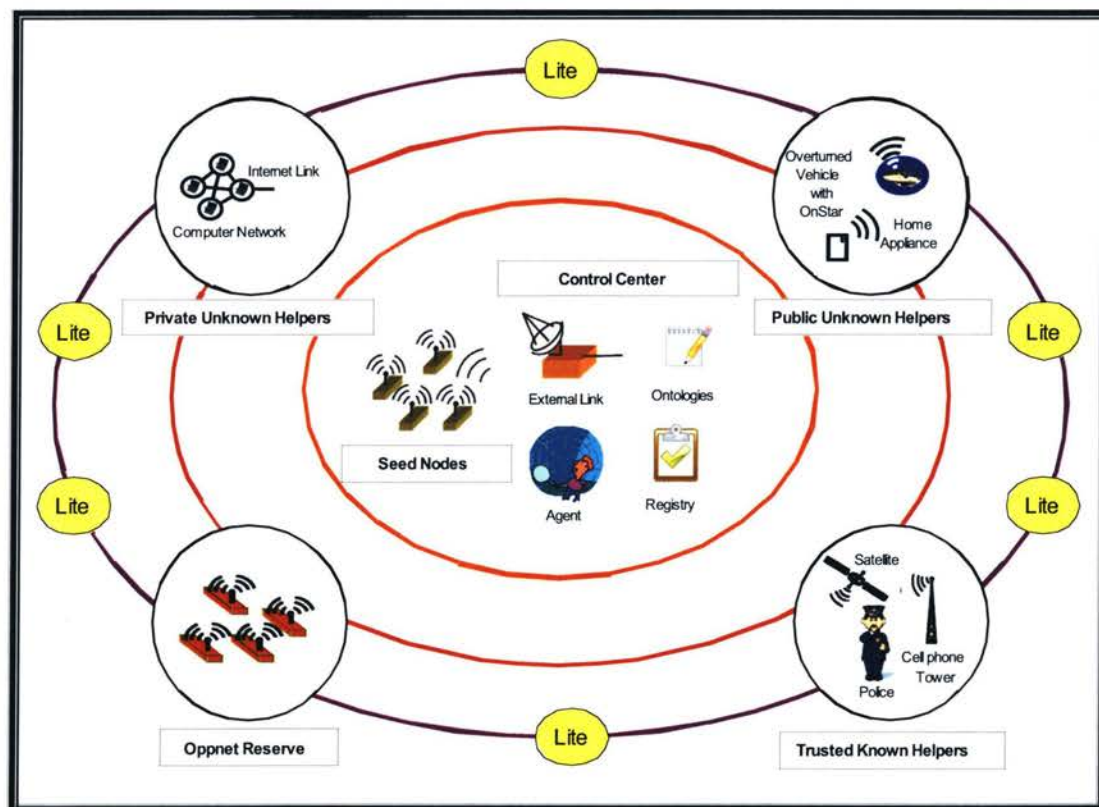 Lite
Overturned
Vehicle
with
OnStar
Home
Appliance
Internet Link
Computer Network
Private Unknown Helpers
Public Unknown Helpers
Control Center
Lite
Lite
External Link
Ontologies
Seed Nodes
Agent
Registry
Lite
Lite
Satellite
Cell phone
Tower
Police
Oppnet Reserve
Lite
Trusted Known Helpers